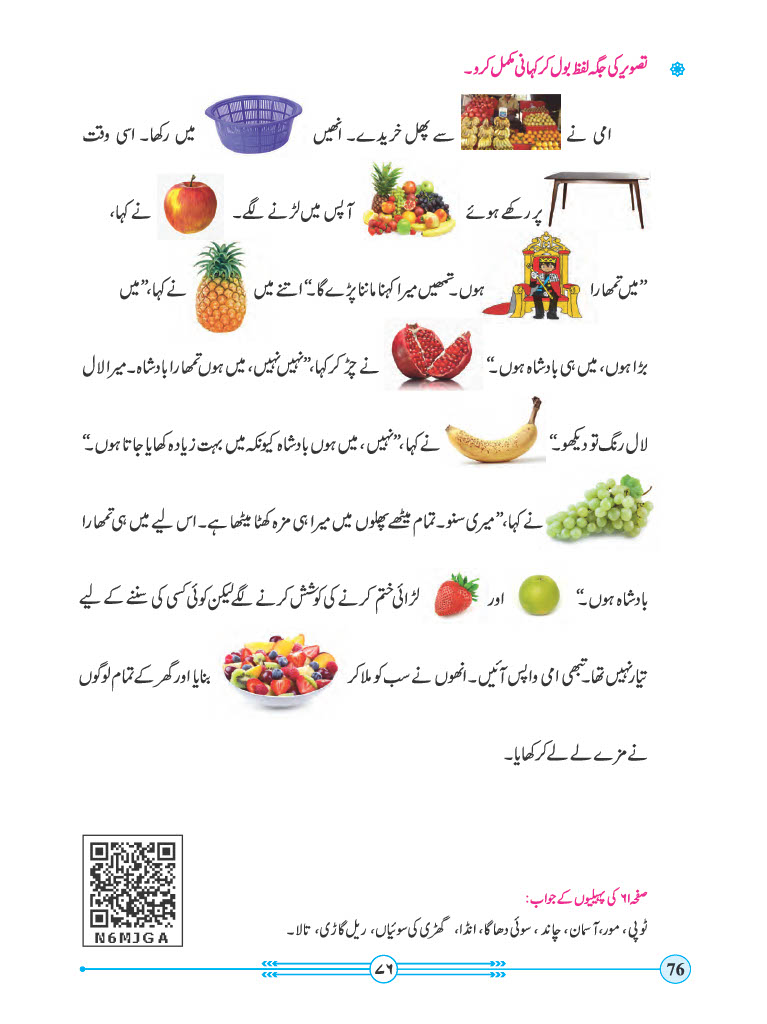 تصویر کی جگہ لفظ بول کر کہانی مکمل کرو۔
امی نے سے پھل خریدے۔ انھیں میں رکھا۔ اسی وقت
پر رکھے ہوئے آپس میں لڑنے لگے۔ نے کہا،
”میں تمھارا ہوں۔ تمھیں میرا کہنا ماننا پڑے گا۔“ اتنے میں نے کہا، ”میں
بڑا ہوں، میں ہی بادشاہ ہوں۔“ نے چڑ کر کہا، ”نہیں نہیں، میں ہوں تمھارا بادشاہ۔ میرا لال
لال رنگ تو دیکھو۔“ نے کہا، ”نہیں، میں ہوں بادشاہ کیونکہ میں بہت زیادہ کھایا جاتا ہوں۔“
نے کہا، ”میری سنو۔ تمام میٹھے پھلوں میں میرا ہی مزہ کھٹا میٹھا ہے۔ اس لیے میں ہی تمھارا
بادشاہ ہوں۔“ اور لڑائی ختم کرنے کی کوشش کرنے لگے لیکن کوئی کسی کی سننے کے لیے
تیار نہیں تھا۔ تبھی امی واپس آئیں۔ انھوں نے سب کو ملا کر بنایا اور گھر کے تمام لوگوں
نے مزے لے لے کر کھایا۔
صفحہ ۶۱ کی پہیلیوں کے جواب:
ٹوپی، مور، آسمان، چاند، سوئی دھاگا، انڈا، گھڑی کی سوئیاں، ریل گاڑی، تالا۔
N6MJGA
۷۶
76